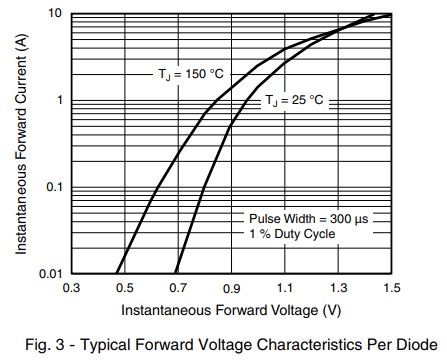 10
1
0.1
0.01
Instantaneous Forward Current (A)
TJ = 150 °C
TJ = 25 °C
Pulse Width = 300 µs
1 % Duty Cycle
0.3 0.5 0.7 0.9 1.1 1.3 1.5
Instantaneous Forward Voltage (V)
Fig. 3 - Typical Forward Voltage Characteristics Per Diode